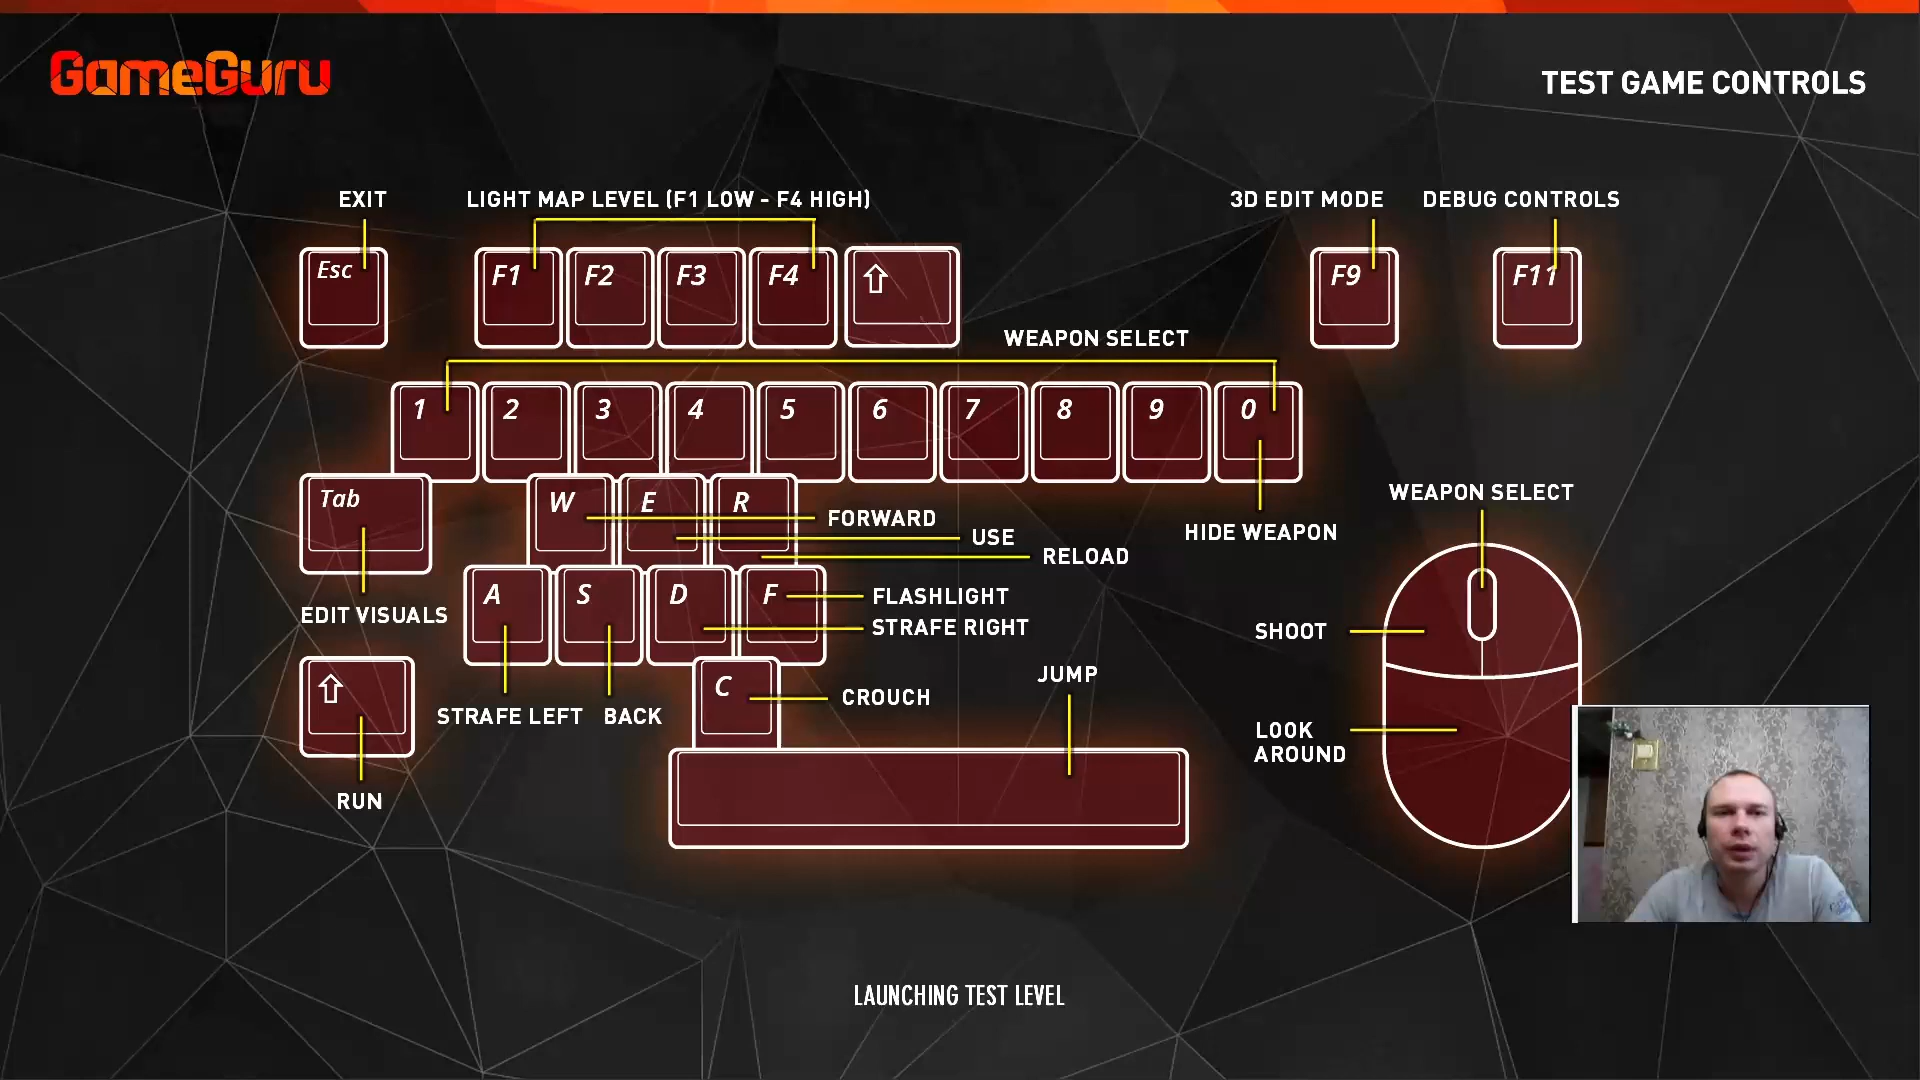 GameGuru
TEST GAME CONTROLS
EXIT
LIGHT MAP LEVEL (F1 LOW - F4 HIGH)
3D EDIT MODE
DEBUG CONTROLS
Esc
F1
F2
F3
F4
F9
F11
WEAPON SELECT
1
2
3
4
5
6
7
8
9
0
Tab
W
E
R
FORWARD
USE
RELOAD
HIDE WEAPON
WEAPON SELECT
EDIT VISUALS
A
S
D
F
FLASHLIGHT
STRAFE RIGHT
SHOOT
STRAFE LEFT
BACK
C
CROUCH
JUMP
LOOK
AROUND
RUN
LAUNCHING TEST LEVEL